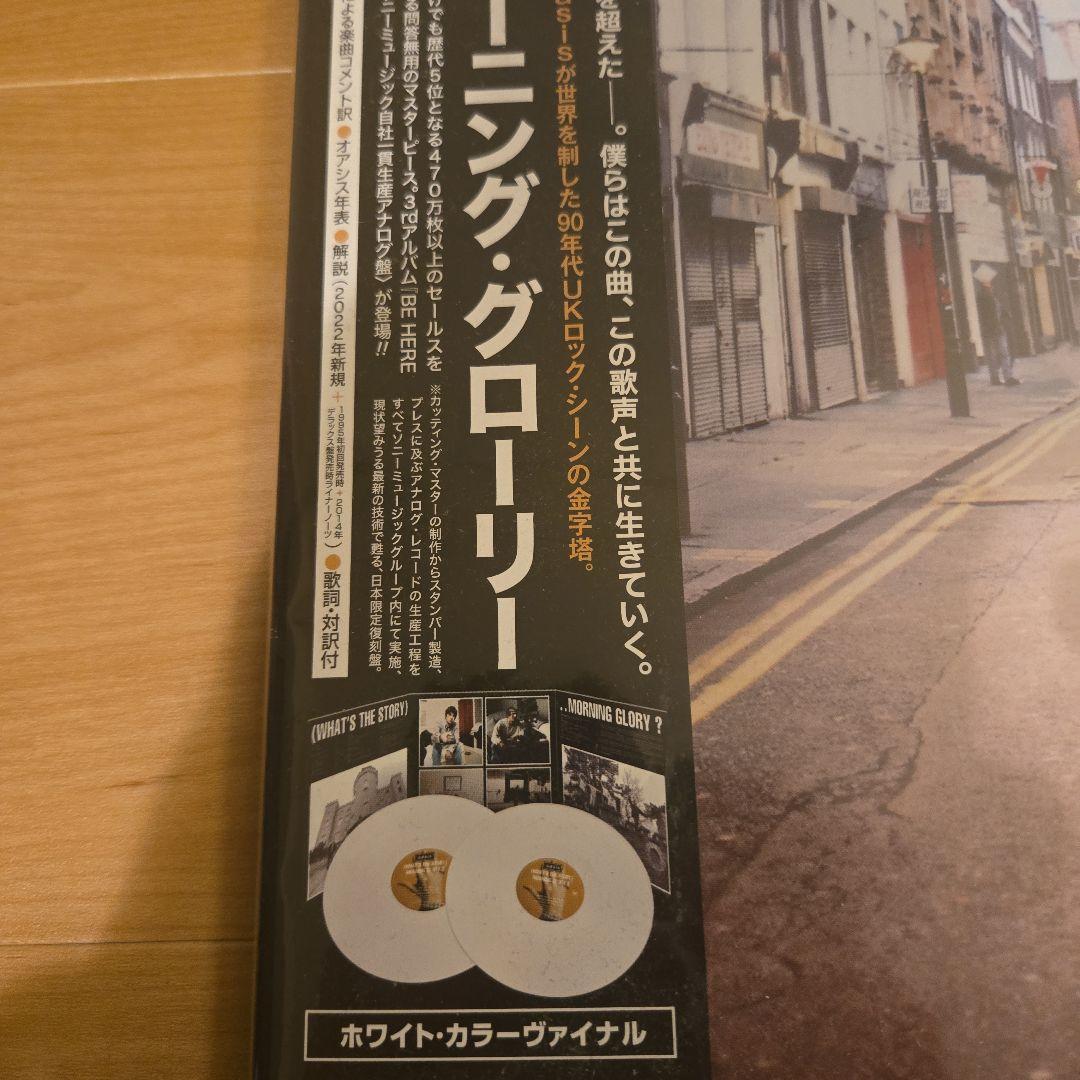 を超えた――。僕らはこの曲、この歌声と共に生きていく。
asisが世界を制した90年代UKロック・シーンの金字塔。
ーニング・グローリー
けでも歴代5位となる470万枚以上のセールスを
る問答無用のマスターピース。3rdアルバム『BE HERE
ニーミュージック自社一貫生産アナログ盤〉が登場!!
※カッティング・マスターの制作からスタンパー製造、
プレスに及ぶアナログ・レコードの生産工程を
すべてソニーミュージックグループ内にて実施、
現状望みうる最新の技術で甦る、日本限定復刻盤。
による楽曲コメント訳 ●オアシス年表 ●解説(2022年新規+1995年初回発売時+2014年デラックス盤発売時ライナーノーツ) ●歌詞・対訳付
(WHAT'S THE STORY)
..MORNING GLORY ?
ホワイト・カラーヴァイナル